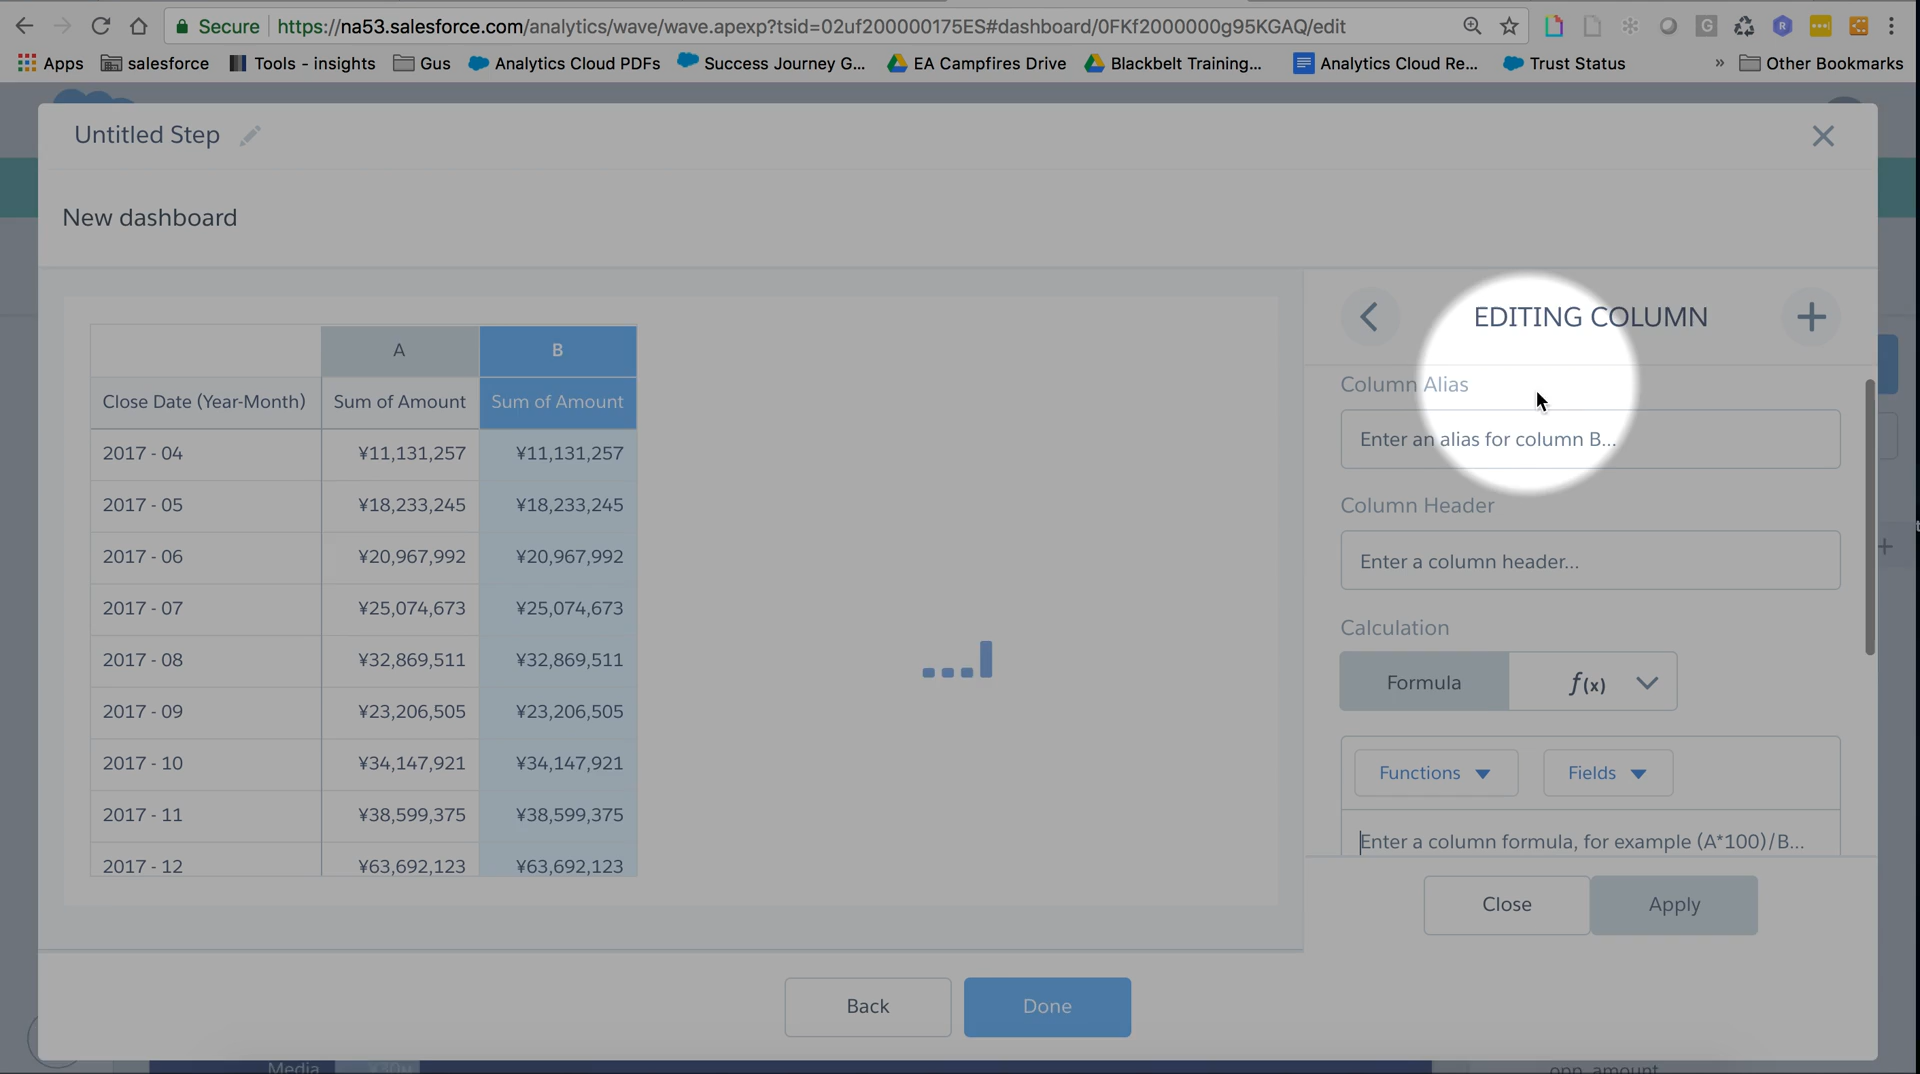 Secure https://na53.salesforce.com/analytics/wave/wave.apexp?tsid=02uf200000175ES#dashboard/0FKf2000000g95KGAQ/edit
Apps salesforce Tools - insights Gus Analytics Cloud PDFs Success Journey G... EA Campfires Drive Blackbelt Training... Analytics Cloud Re... Trust Status » Other Bookmarks
Untitled Step
New dashboard
A B
Close Date (Year-Month) Sum of Amount Sum of Amount
2017 - 04 ¥11,131,257 ¥11,131,257
2017 - 05 ¥18,233,245 ¥18,233,245
2017 - 06 ¥20,967,992 ¥20,967,992
2017 - 07 ¥25,074,673 ¥25,074,673
2017 - 08 ¥32,869,511 ¥32,869,511
2017 - 09 ¥23,206,505 ¥23,206,505
2017 - 10 ¥34,147,921 ¥34,147,921
2017 - 11 ¥38,599,375 ¥38,599,375
2017 - 12 ¥63,692,123 ¥63,692,123
EDITING COLUMN
Column Alias
Enter an alias for column B...
Column Header
Enter a column header...
Calculation
Formula f(x)
Functions Fields
Enter a column formula, for example (A*100)/B...
Close Apply
Back Done
Media
opp_amount